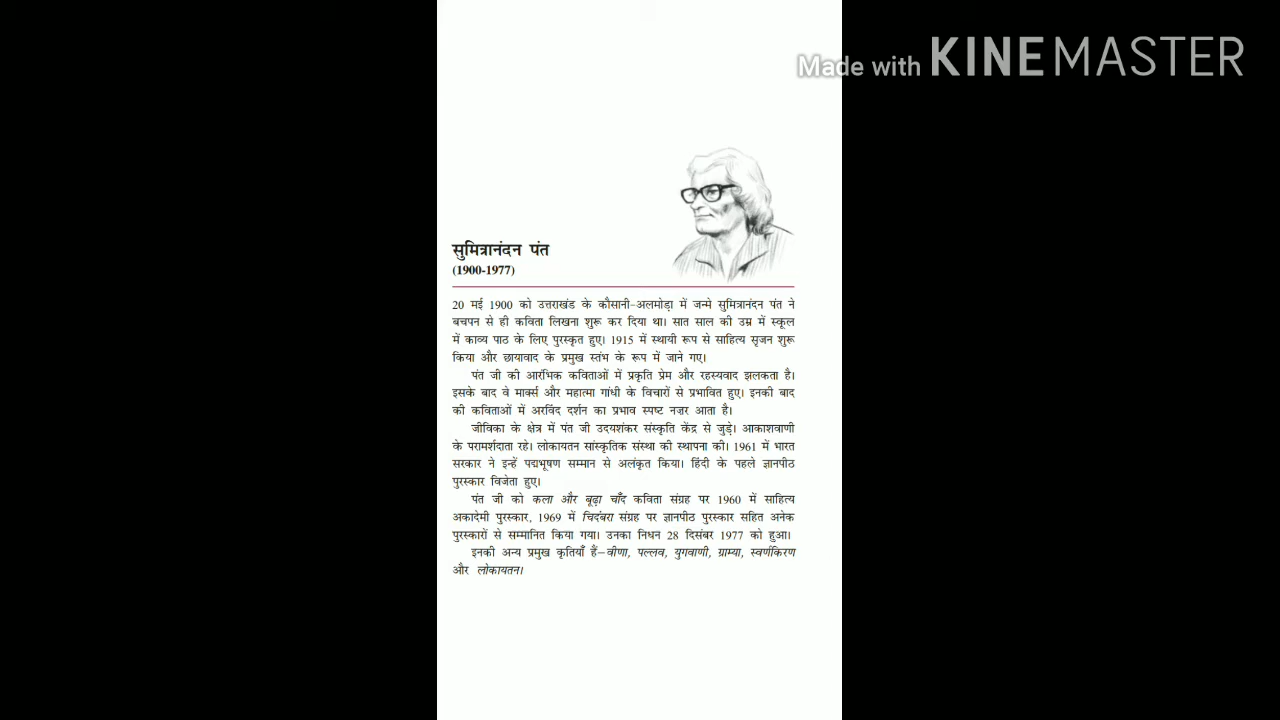 Made with KINEMASTER
सुमित्रानंदन पंत
(1900-1977)
20 मई 1900 को उत्तराखंड के कौसानी-अलमोड़ा में जन्मे सुमित्रानंदन पंत ने
बचपन से ही कविता लिखना शुरू कर दिया था। सात साल की उम्र में स्कूल
में काव्य पाठ के लिए पुरस्कृत हुए। 1915 में स्थायी रूप से साहित्य सृजन शुरू
किया और छायावाद के प्रमुख स्तंभ के रूप में जाने गए।
पंत जी की आरंभिक कविताओं में प्रकृति प्रेम और रहस्यवाद झलकता है।
इसके बाद वे मार्क्स और महात्मा गांधी के विचारों से प्रभावित हुए। इनकी बाद
की कविताओं में अरविंद दर्शन का प्रभाव स्पष्ट नज़र आता है।
जीविका के क्षेत्र में पंत जी उदयशंकर संस्कृति केंद्र से जुड़े। आकाशवाणी
के परामर्शदाता रहे। लोकायतन सांस्कृतिक संस्था की स्थापना की। 1961 में भारत
सरकार ने इन्हें पद्मभूषण सम्मान से अलंकृत किया। हिंदी के पहले ज्ञानपीठ
पुरस्कार विजेता हुए।
पंत जी को कला और बूढ़ा चाँद कविता संग्रह पर 1960 में साहित्य
अकादेमी पुरस्कार, 1969 में चिदंबरा संग्रह पर ज्ञानपीठ पुरस्कार सहित अनेक
पुरस्कारों से सम्मानित किया गया। उनका निधन 28 दिसंबर 1977 को हुआ।
इनकी अन्य प्रमुख कृतियाँ हैं–वीणा, पल्लव, युगवाणी, ग्राम्या, स्वर्णकिरण
और लोकायतन।